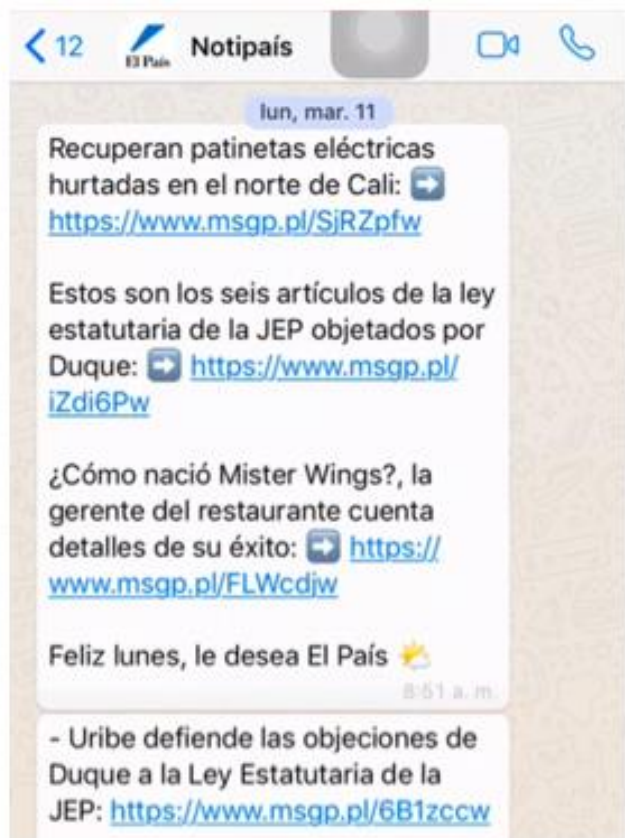 12 El País Notipaís
lun, mar. 11
Recuperan patinetas eléctricas
hurtadas en el norte de Cali: ➡️
https://www.msgp.pl/SjRZpfw
Estos son los seis artículos de la ley
estatutaria de la JEP objetados por
Duque: ➡️ https://www.msgp.pl/
iZdi6Pw
¿Cómo nació Mister Wings?, la
gerente del restaurante cuenta
detalles de su éxito: ➡️ https://
www.msgp.pl/FLWcdjw
Feliz lunes, le desea El País 🌤️
8:51 a. m.
- Uribe defiende las objeciones de
Duque a la Ley Estatutaria de la
JEP: https://www.msgp.pl/6B1zccw